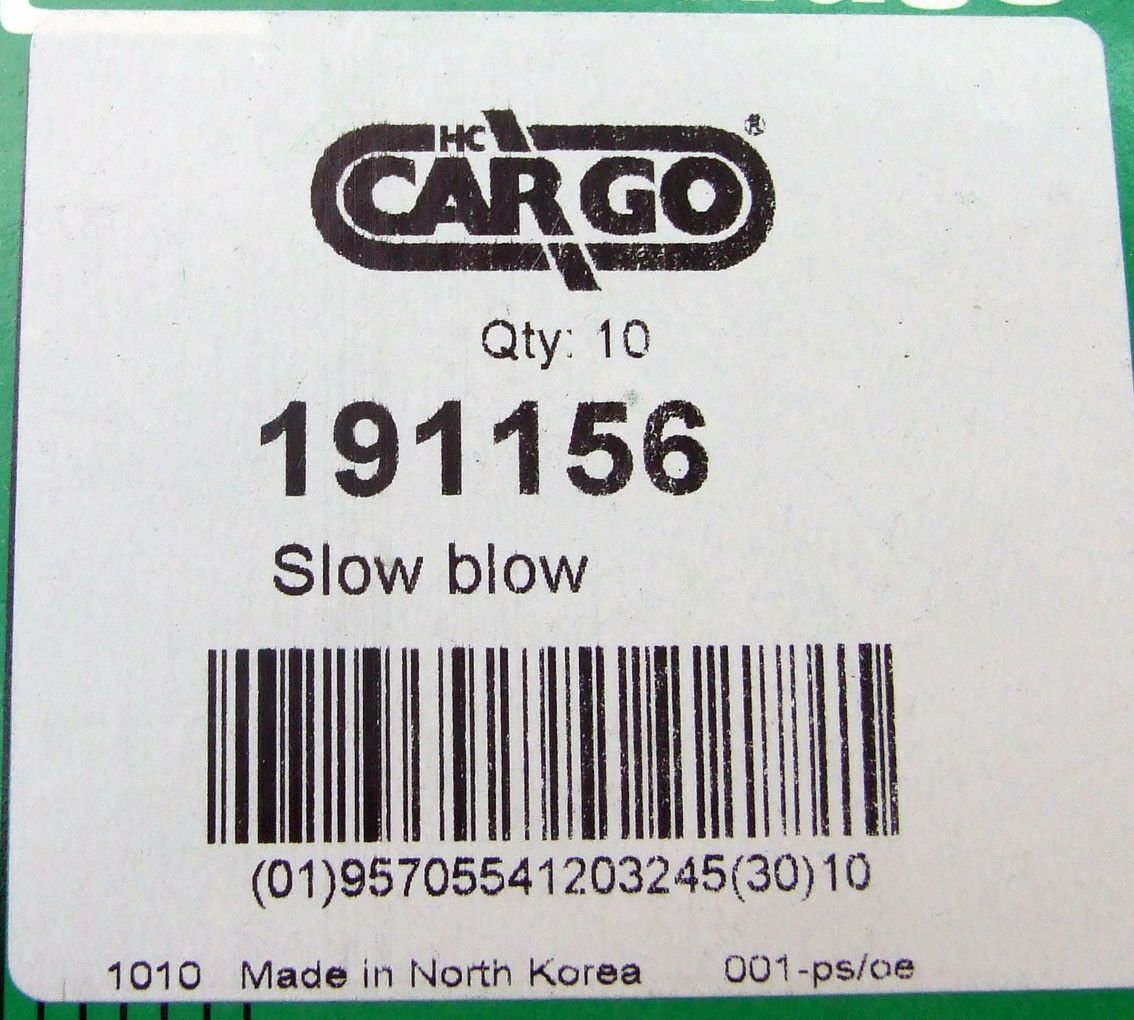 HC
CARGO®
Qty: 10
191156
Slow blow
(01)95705541203245(30)10
1010 Made in North Korea 001-ps/oe